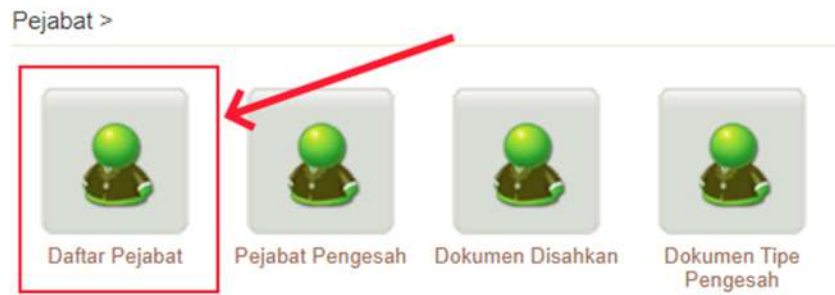 Pejabat >
Daftar Pejabat
Pejabat Pengesah
Dokumen Disahkan
Dokumen Tipe
Pengesah